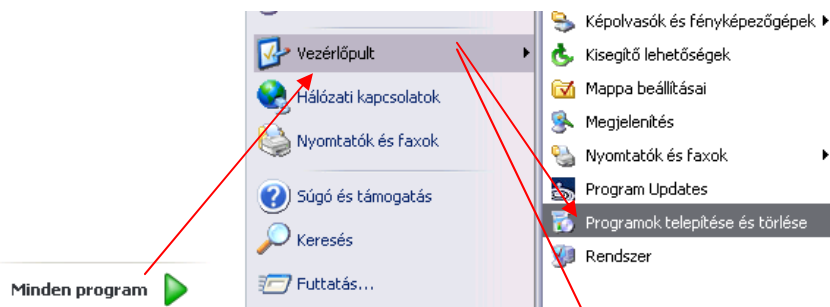 Vezérlőpult
Hálózati kapcsolatok
Nyomtatók és faxok
Súgó és támogatás
Keresés
Futtatás...
Minden program
Képolvasók és fényképezőgépek
Kisegítő lehetőségek
Mappa beállításai
Megjelenítés
Nyomtatók és faxok
Program Updates
Programok telepítése és törlése
Rendszer